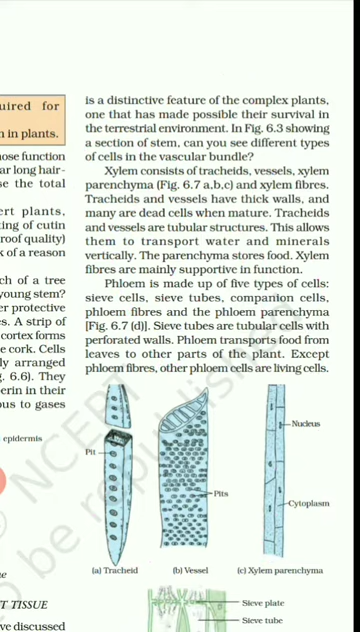 uired for
n in plants.
nose function
ar long hair-
se the total
ert plants,
ting of cutin
roof quality)
k of a reason
ch of a tree
young stem?
er protective
es. A strip of
cortex forms
e cork. Cells
ly arranged
g. 6.6). They
erin in their
ous to gases
epidermis
ne
T TISSUE
ve discussed
is a distinctive feature of the complex plants,
one that has made possible their survival in
the terrestrial environment. In Fig. 6.3 showing
a section of stem, can you see different types
of cells in the vascular bundle?
Xylem consists of tracheids, vessels, xylem
parenchyma (Fig. 6.7 a,b,c) and xylem fibres.
Tracheids and vessels have thick walls, and
many are dead cells when mature. Tracheids
and vessels are tubular structures. This allows
them to transport water and minerals
vertically. The parenchyma stores food. Xylem
fibres are mainly supportive in function.
Phloem is made up of five types of cells:
sieve cells, sieve tubes, companion cells,
phloem fibres and the phloem parenchyma
[Fig. 6.7 (d)]. Sieve tubes are tubular cells with
perforated walls. Phloem transports food from
leaves to other parts of the plant. Except
phloem fibres, other phloem cells are living cells.
Nucleus
Pit
Pits
Cytoplasm
(a) Tracheid
(b) Vessel
(c) Xylem parenchyma
Sieve plate
Sieve tube
© NCERT
to be republished